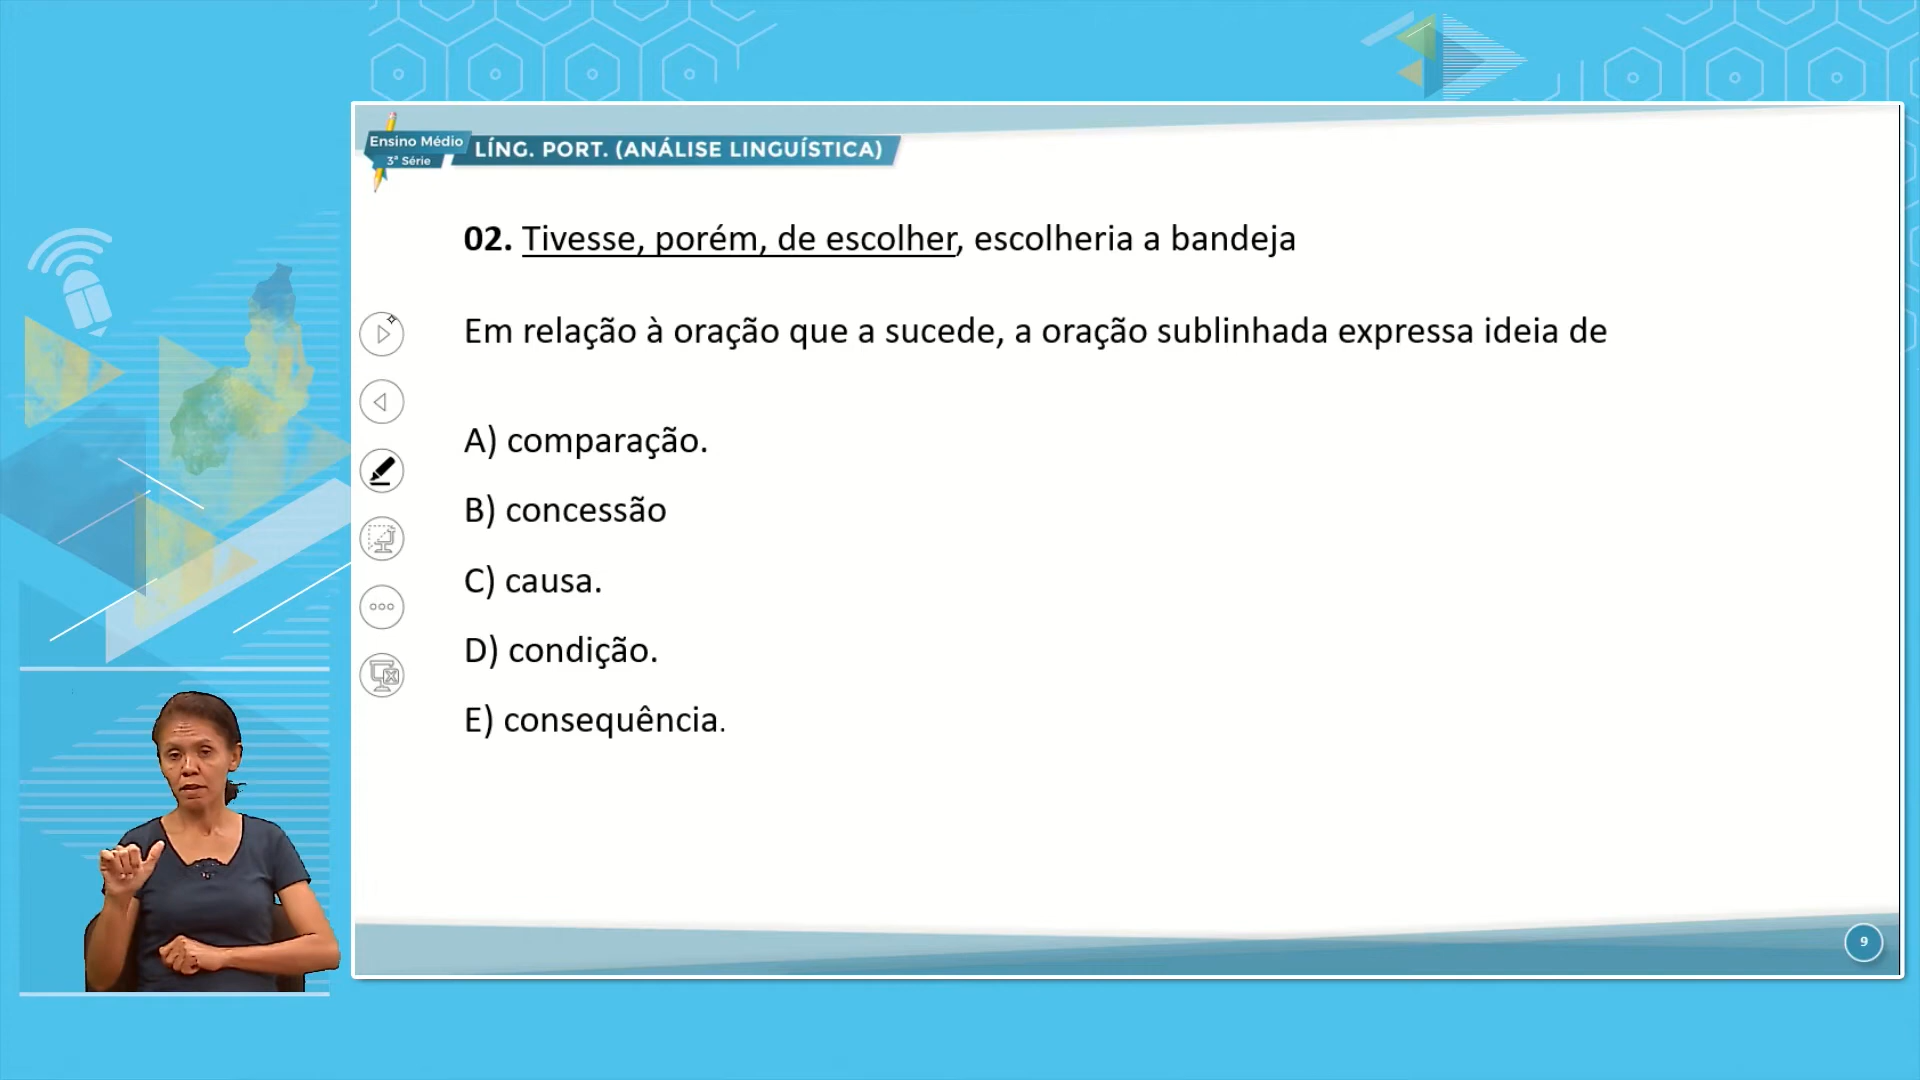 Ensino Médio
3ª Série
LÍNG. PORT. (ANÁLISE LINGUÍSTICA)
02. Tivesse, porém, de escolher, escolheria a bandeja
Em relação à oração que a sucede, a oração sublinhada expressa ideia de
A) comparação.
B) concessão
C) causa.
D) condição.
E) consequência.
9